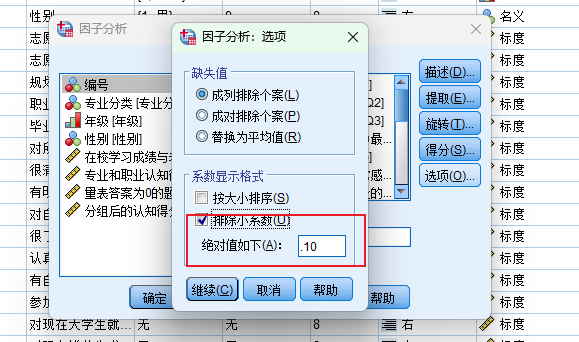 性别 {1, 男} 8 右 名义
志愿 标度
因子分析
因子分析：选项
志愿 标度
缺失值
成列排除个案(L)
成对排除个案(P)
替换为平均值(R)
系数显示格式
按大小排序(S)
排除小系数(U)
绝对值如下(A)： .10
继续(C) 取消 帮助
编号
专业分类 [专业分
年级 [年级]
性别 [性别]
在校学习成绩与
专业和职业认知
量表答案为0的题
分组后的认知得分
Q2]
Q3]
描述(D)...
提取(E)...
旋转(T)...
得分(S)...
选项(O)...
确定 帮助
规划 标度
职业 标度
毕业 标度
对所 标度
很满 标度
有明 标度
对自 标度
很了 标度
认真 标度
有自 标度
参加 标度
对现在大学生就... 无 无 8 右 标度